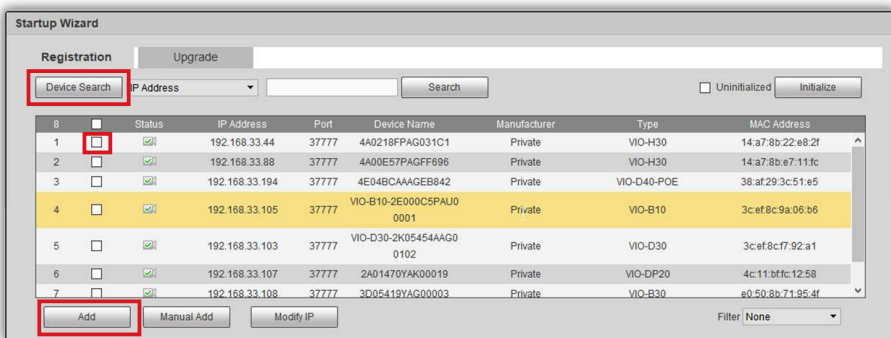 Startup Wizard
Registration Upgrade
Device Search IP Address Search Uninitialized Initialize
8 Status IP Address Port Device Name Manufacturer Type MAC Address
1 192.168.33.44 37777 4A0218FPAG031C1 Private VIO-H30 14:a7:8b:22:e8:2f
2 192.168.33.88 37777 4A00E57PAGFF696 Private VIO-H30 14:a7:8b:e7:11:fc
3 192.168.33.194 37777 4E04BCAAAGEB842 Private VIO-D40-POE 38:af:29:3c:51:e5
4 192.168.33.105 37777 VIO-B10-2E000C5PAU0 Private VIO-B10 3c:ef:8c:9a:06:b6
0001
5 192.168.33.103 37777 VIO-D30-2K05454AAG0 Private VIO-D30 3c:ef:8c:f7:92:a1
0102
6 192.168.33.107 37777 2A01470YAK00019 Private VIO-DP20 4c:11:bf:fc:12:58
7 192.168.33.108 37777 3D05419YAG00003 Private VIO-B30 e0:50:8b:71:95:4f
Add Manual Add Modify IP Filter None